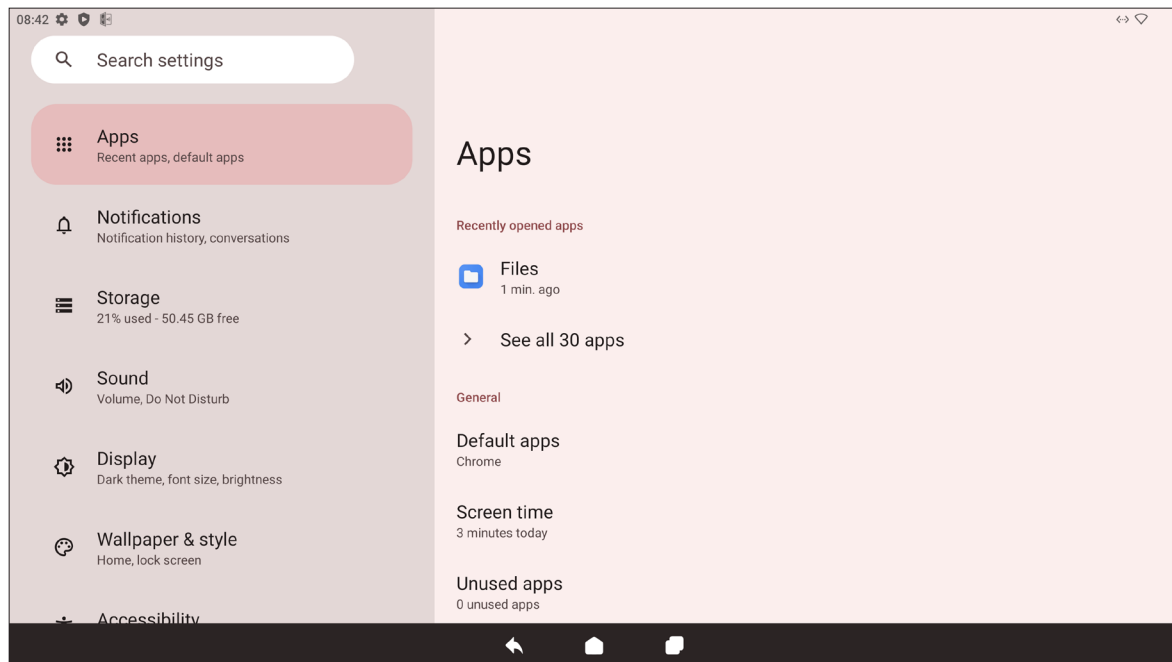 08:42
Search settings
Apps
Recent apps, default apps
Notifications
Notification history, conversations
Storage
21% used - 50.45 GB free
Sound
Volume, Do Not Disturb
Display
Dark theme, font size, brightness
Wallpaper & style
Home, lock screen
Accessibility
Apps
Recently opened apps
Files
1 min. ago
See all 30 apps
General
Default apps
Chrome
Screen time
3 minutes today
Unused apps
0 unused apps